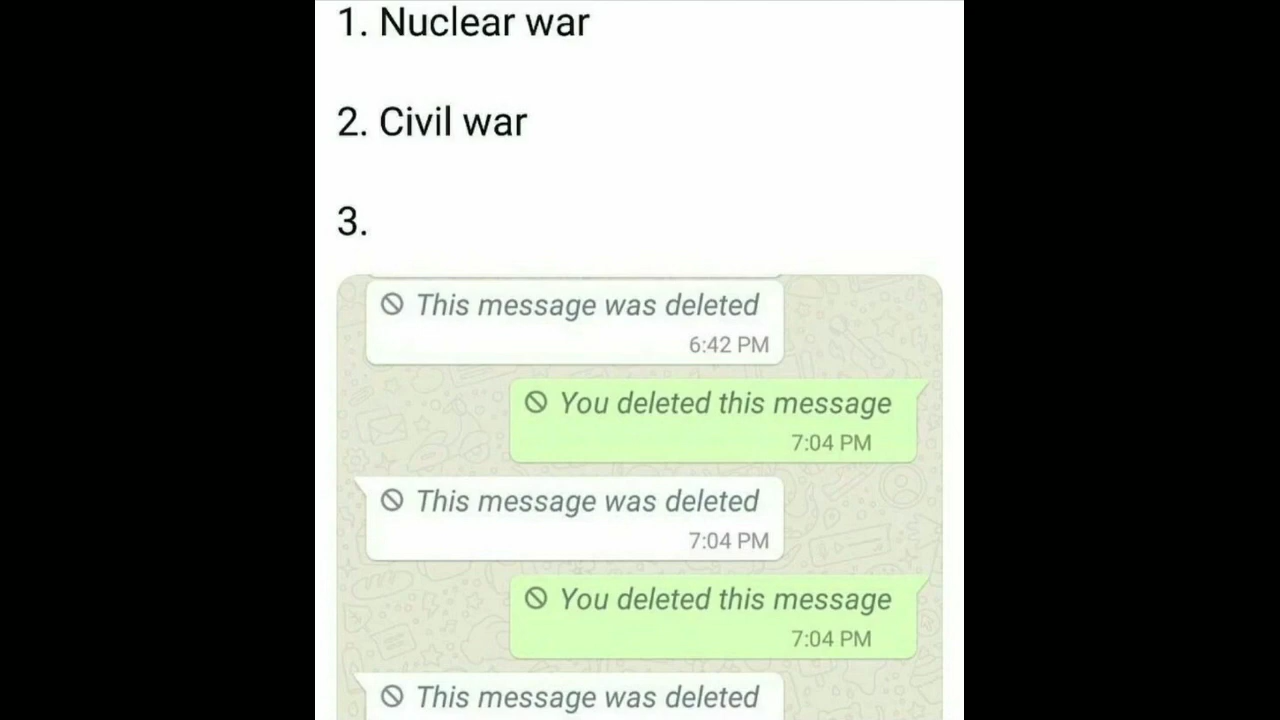 1. Nuclear war
2. Civil war
3.
This message was deleted
6:42 PM
You deleted this message
7:04 PM
This message was deleted
7:04 PM
You deleted this message
7:04 PM
This message was deleted